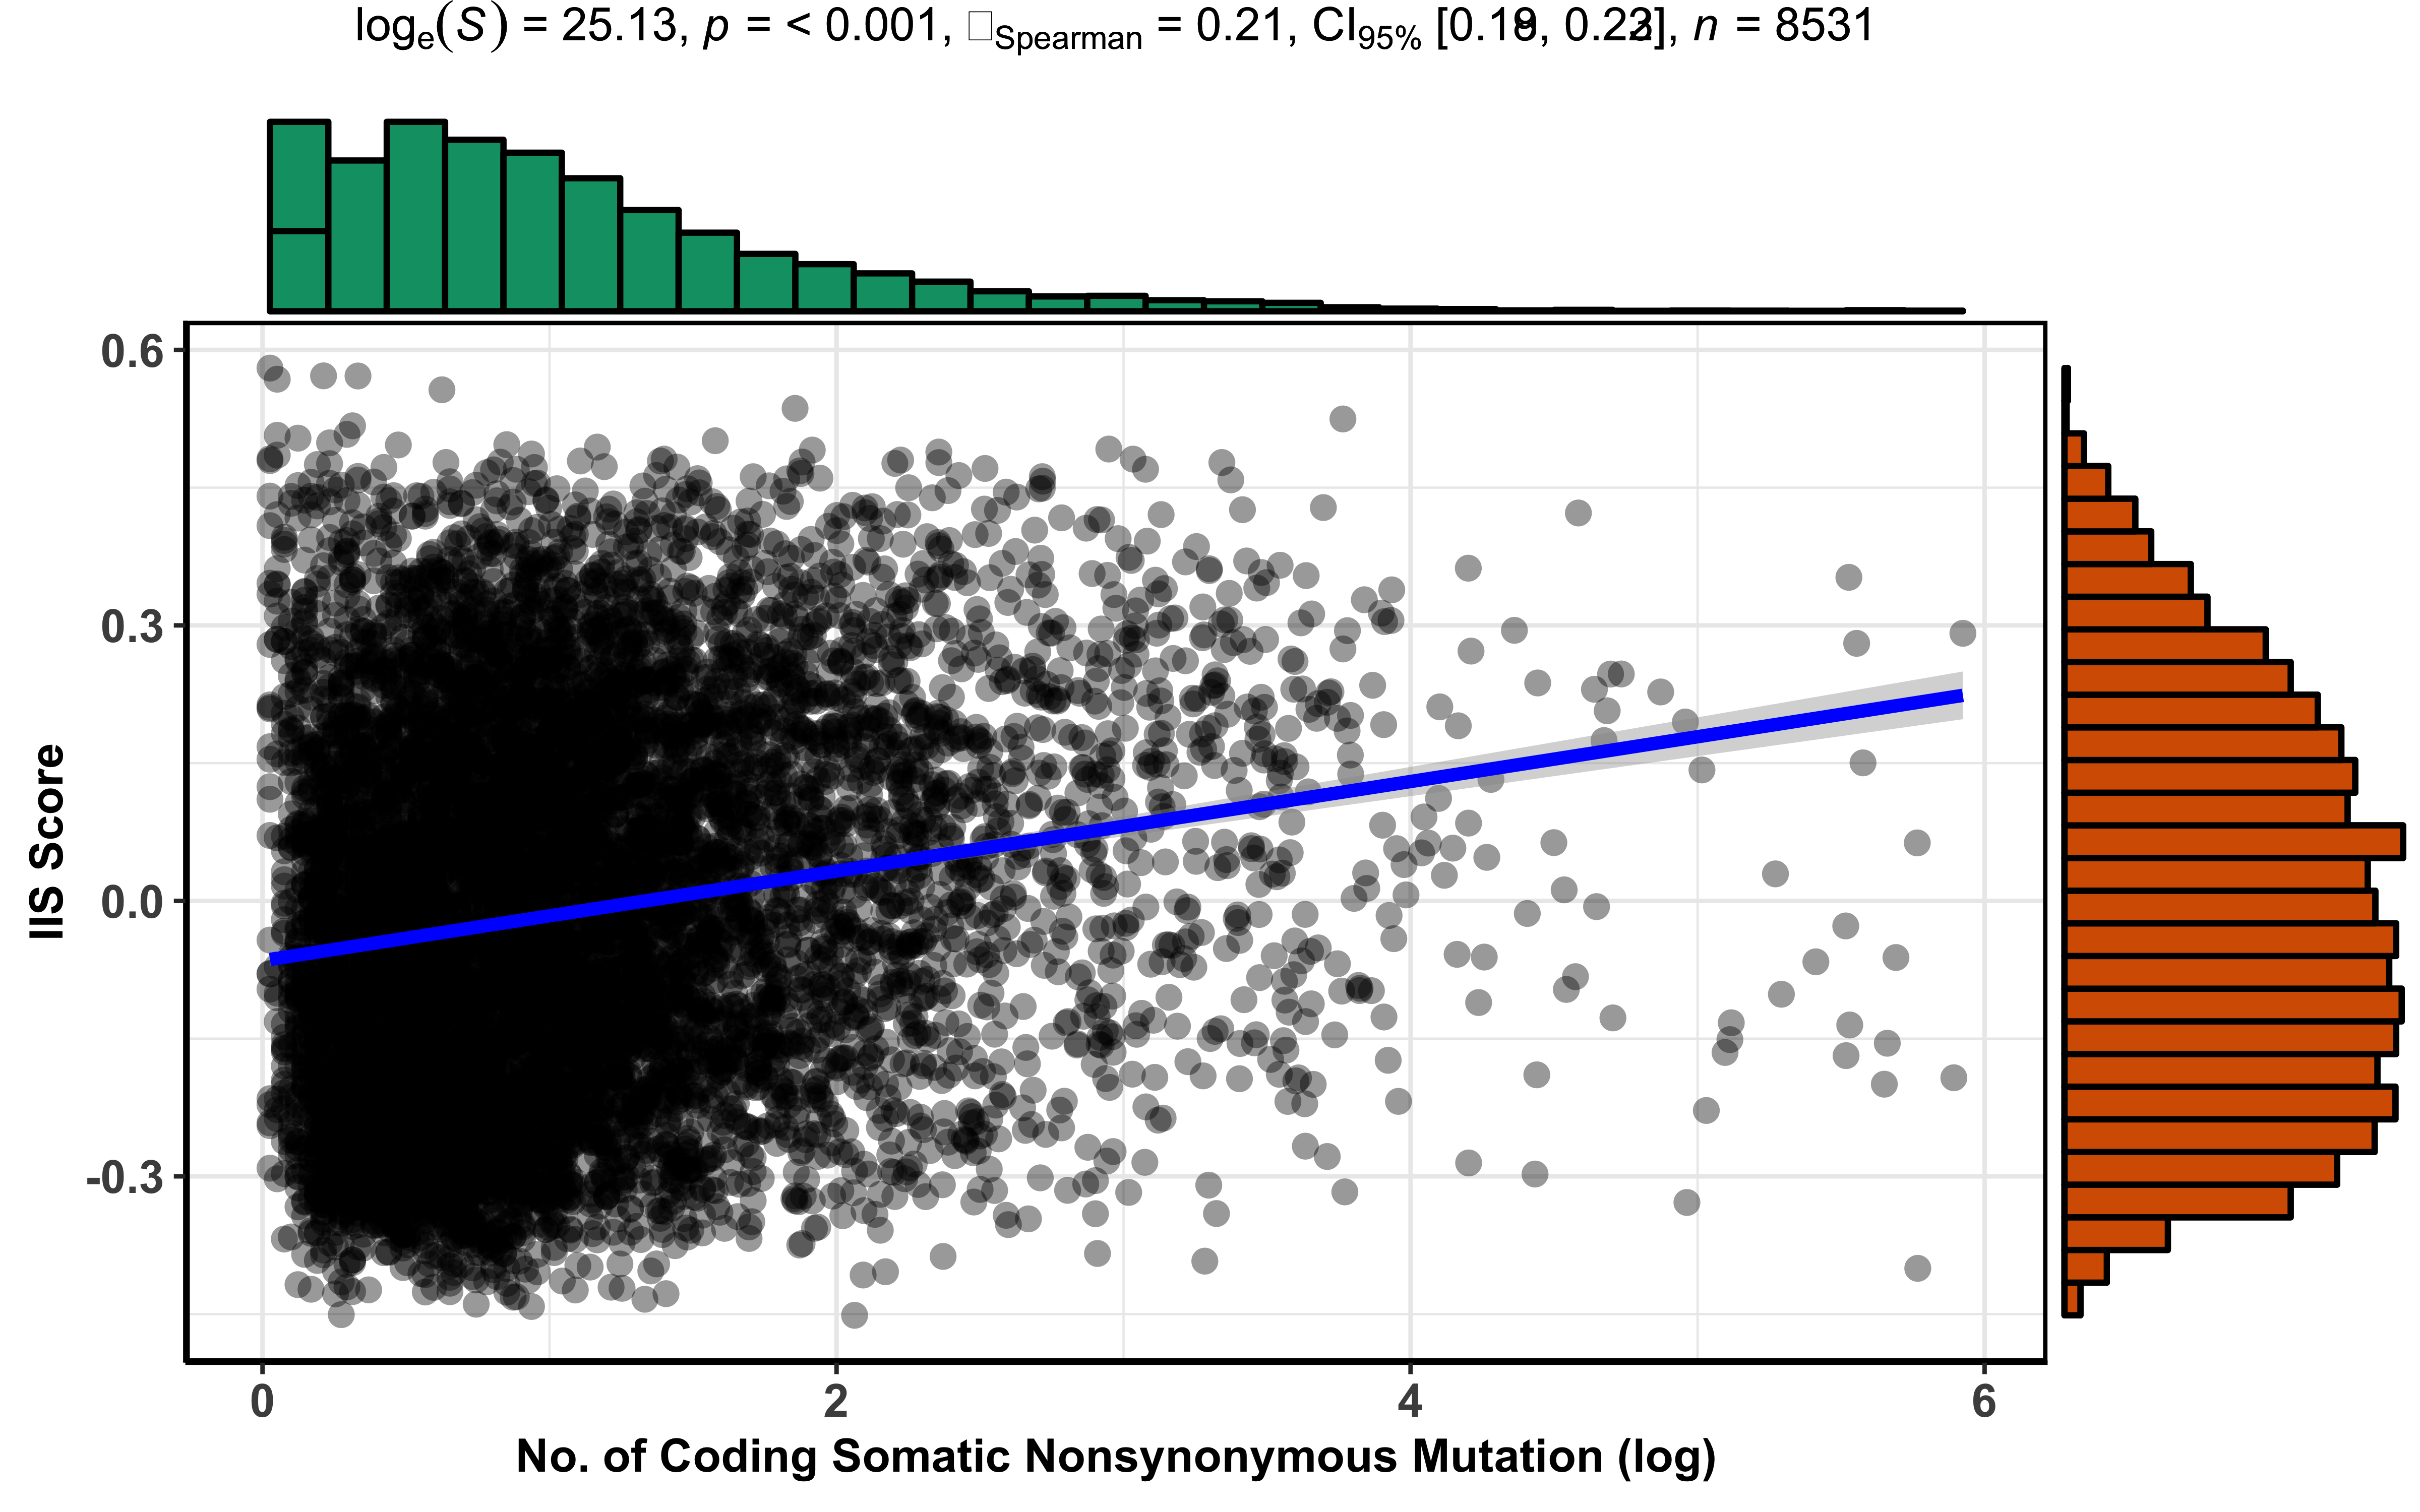 logₑ(S) = 25.13, p = < 0.001, □Spearman = 0.21, CI95% [ , ], n = 8531
0.6
0.3
0.0
-0.3
IIS Score
0
2
4
6
No. of Coding Somatic Nonsynonymous Mutation (log)